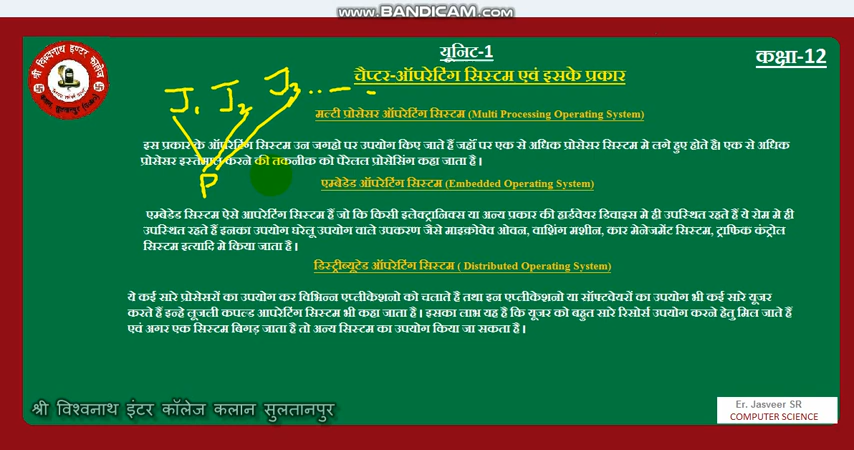 www.BANDICAM.com
यूनिट-1
कक्षा-12
चैप्टर-ऑपरेटिंग सिस्टम एवं इसके प्रकार
J1 J2 J3 ...
मल्टी प्रोसेसर ऑपरेटिंग सिस्टम (Multi Processing Operating System)
इस प्रकार के ऑपरेटिंग सिस्टम उन जगहो पर उपयोग किए जाते हैं जहाँ पर एक से अधिक प्रोसेसर सिस्टम मे लगे हुए होते है। एक से अधिक
प्रोसेसर इस्तेमाल करने की तकनीक को पेरेलल प्रोसेसिंग कहा जाता है ।
P
एम्बेडेड ऑपरेटिंग सिस्टम (Embedded Operating System)
एम्बेडेड सिस्टम ऐसे आपरेटिंग सिस्टम हैं जो कि किसी इलेक्ट्रानिक्स या अन्य प्रकार की हार्डवेयर डिवाइस मे ही उपस्थित रहते हैं ये रोम मे ही
उपस्थित रहते हैं इनका उपयोग घरेलू उपयोग वाले उपकरण जैसे माइक्रोवेव ओवन, वाशिंग मशीन, कार मेनेजमेंट सिस्टम, ट्राफिक कंट्रोल
सिस्टम इत्यादि मे किया जाता है ।
डिस्ट्रीब्यूटेड ऑपरेटिंग सिस्टम ( Distributed Operating System)
ये कई सारे प्रोसेसरों का उपयोग कर विभिन्न एप्लीकेशनो को चलाते है तथा इन एप्लीकेशनो या सॉफ्टवेयरों का उपयोग भी कई सारे यूजर
करते हैं इन्हे लूजली कपल्ड आपरेटिंग सिस्टम भी कहा जाता है । इसका लाभ यह है कि यूजर को बहुत सारे रिसोर्स उपयोग करने हेतु मिल जाते हैं
एवं अगर एक सिस्टम बिगड़ जाता है तो अन्य सिस्टम का उपयोग किया जा सकता है ।
श्री विश्वनाथ इंटर कॉलेज कलान सुलतानपुर
Er. Jasveer SR
COMPUTER SCIENCE